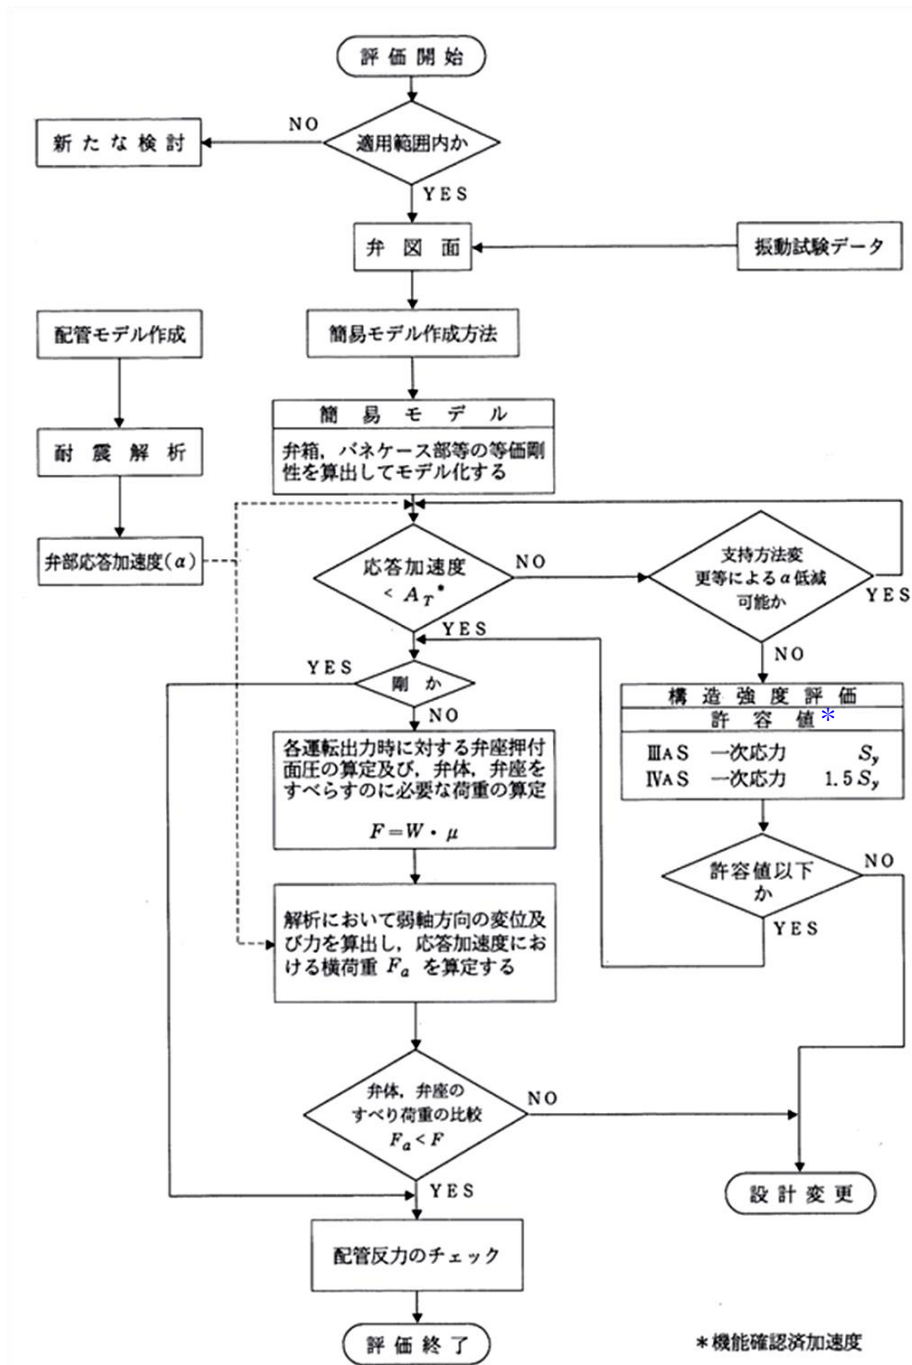 評価開始
適用範囲内か
NO
新たな検討
YES
弁図面
振動試験データ
配管モデル作成
簡易モデル作成方法
簡易モデル
弁箱，バネケース部等の等価剛
性を算出してモデル化する
耐震解析
弁部応答加速度(α)
応答加速度
< A_T*
NO
支持方法変
更等によるα低減
可能か
YES
YES
NO
剛か
YES
NO
構造強度評価
許容値*
ⅢAS 一次応力 S_y
ⅣAS 一次応力 1.5 S_y
各運転出力時に対する弁座押付
面圧の算定及び，弁体，弁座を
すべらすのに必要な荷重の算定
F=W・μ
許容値以下
か
NO
YES
解析において弱軸方向の変位及
び力を算出し，応答加速度にお
ける横荷重 F_a を算定する
弁体，弁座の
すべり荷重の比較
F_a<F
NO
YES
設計変更
配管反力のチェック
評価終了
*機能確認済加速度